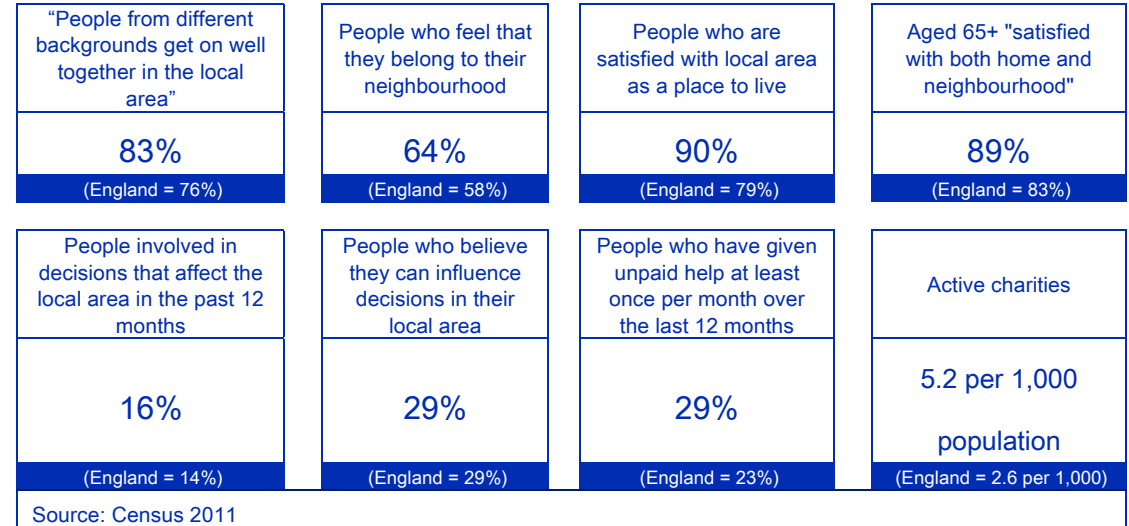 “People from different
backgrounds get on well
together in the local
area”
83%
(England = 76%)
People who feel that
they belong to their
neighbourhood
64%
(England = 58%)
People who are
satisfied with local area
as a place to live
90%
(England = 79%)
Aged 65+ "satisfied
with both home and
neighbourhood"
89%
(England = 83%)
People involved in
decisions that affect the
local area in the past 12
months
16%
(England = 14%)
People who believe
they can influence
decisions in their
local area
29%
(England = 29%)
People who have given
unpaid help at least
once per month over
the last 12 months
29%
(England = 23%)
Active charities
5.2 per 1,000
population
(England = 2.6 per 1,000)
Source: Census 2011